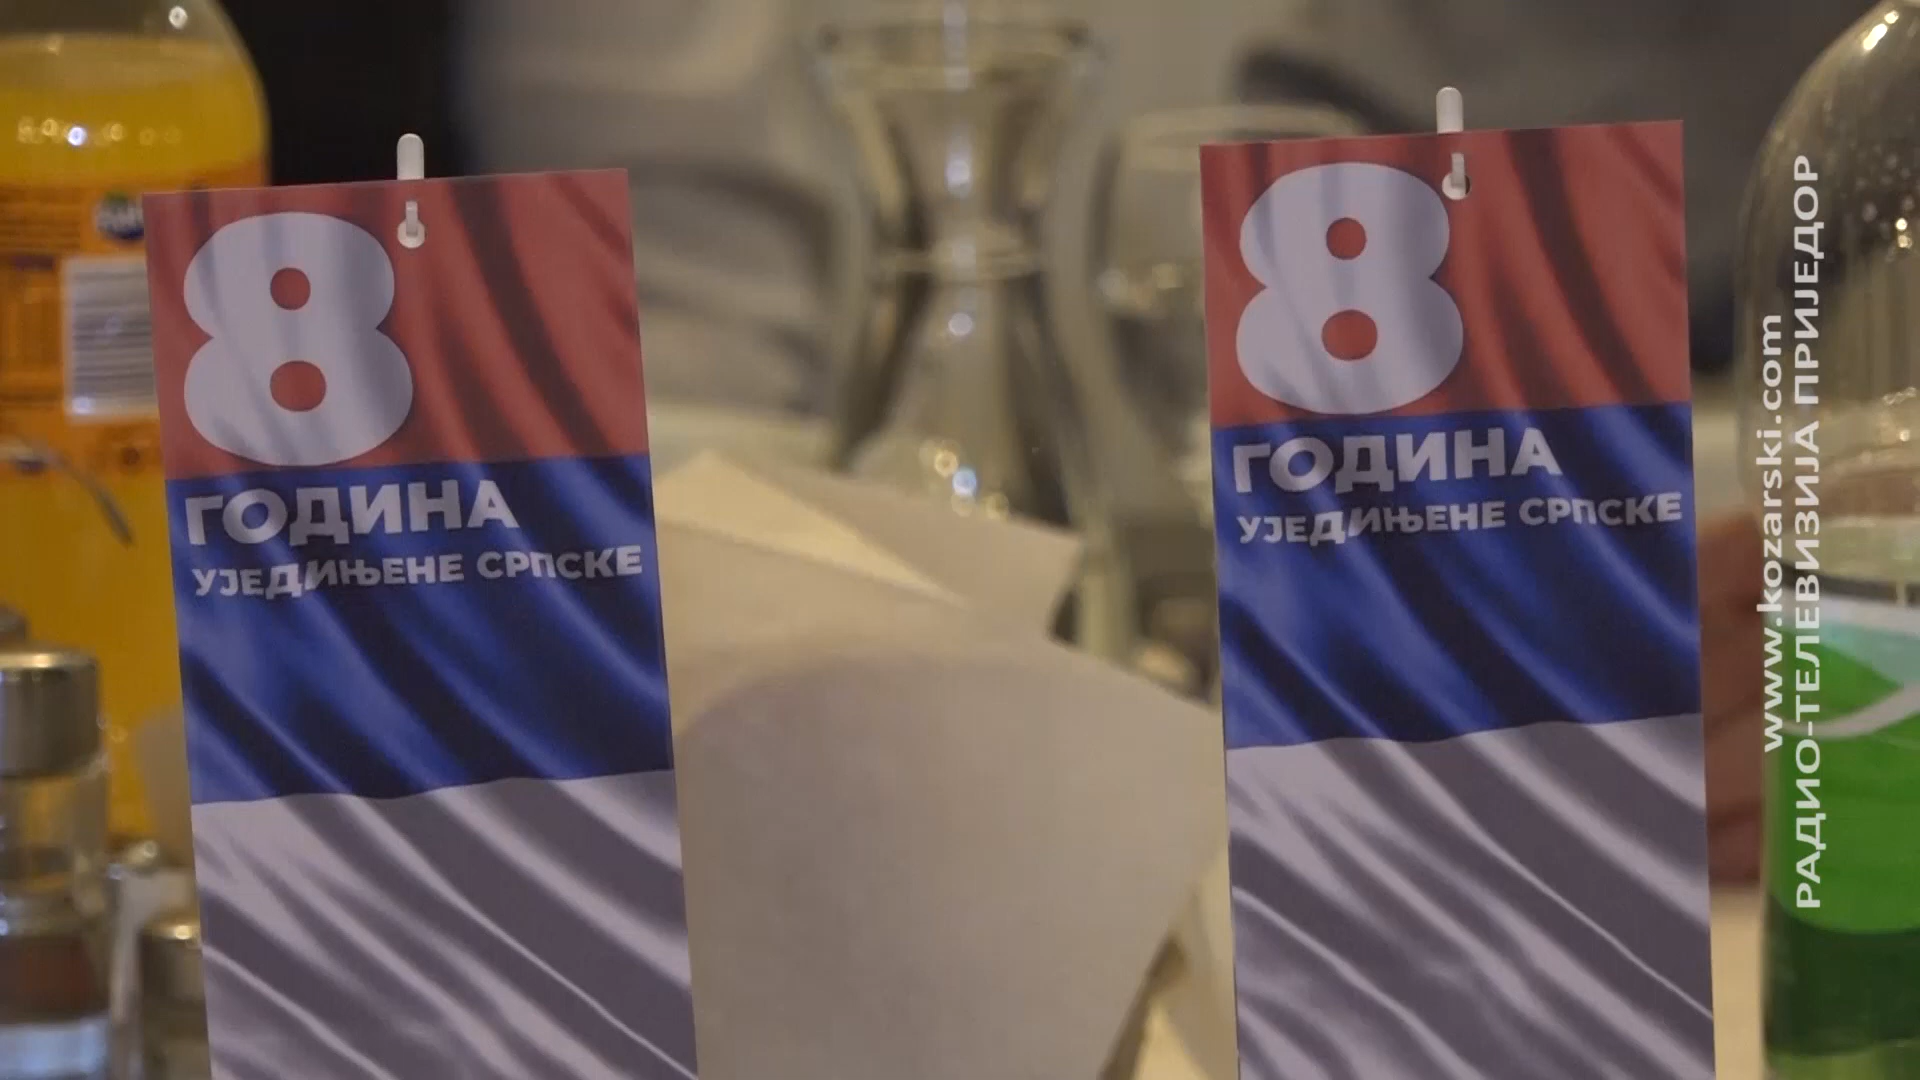 8
ГОДИНА
УЈЕДИЊЕНЕ СРПСКЕ
8
ГОДИНА
УЈЕДИЊЕНЕ СРПСКЕ
www.kozarski.com
РАДИО-ТЕЛЕВИЗИЈА ПРИЈЕДОР